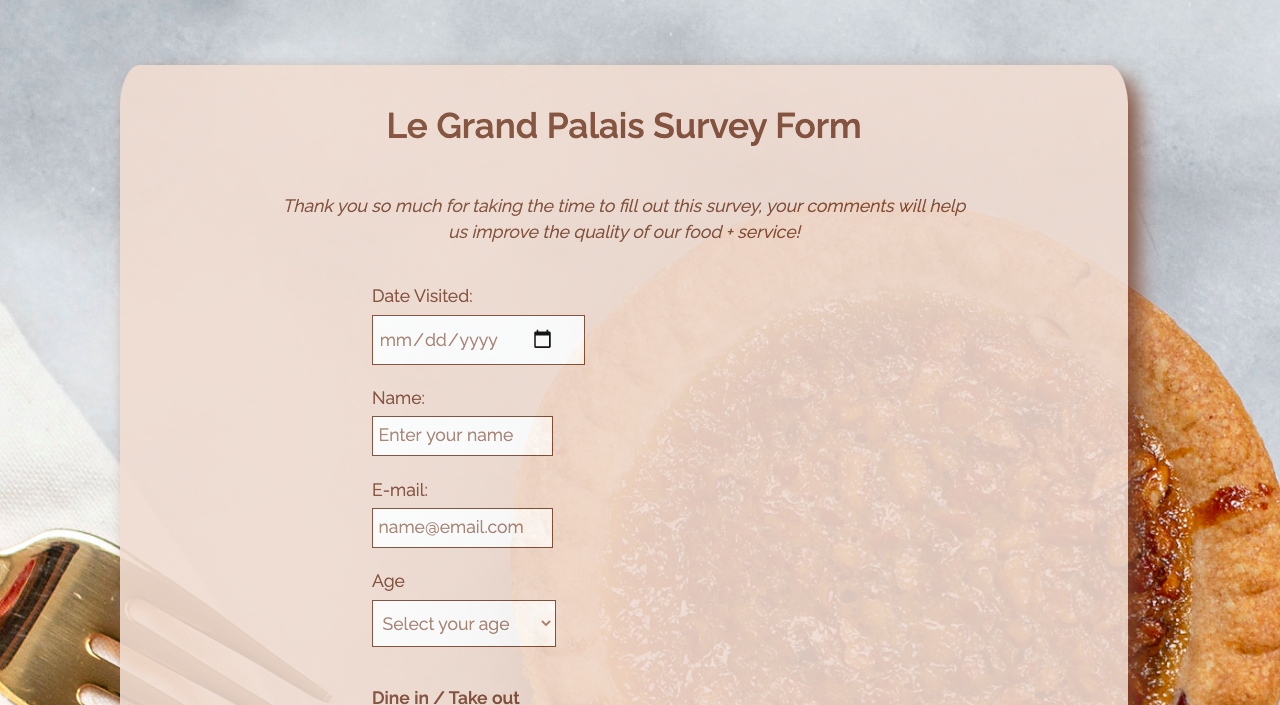 Le Grand Palais Survey Form
Thank you so much for taking the time to fill out this survey, your comments will help
us improve the quality of our food + service!
Date Visited:
mm/dd/yyyy
Name:
Enter your name
E-mail:
name@email.com
Age
Select your age
Dine in / Take out